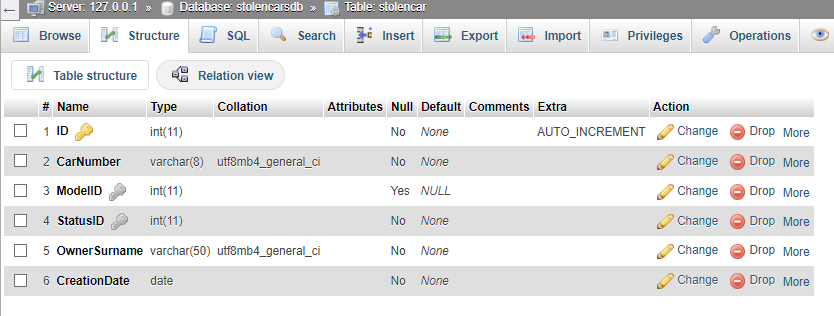 Server: 127.0.0.1 » Database: stolencarsdb » Table: stolencar
Browse Structure SQL Search Insert Export Import Privileges Operations
Table structure Relation view
# Name Type Collation Attributes Null Default Comments Extra Action
1 ID int(11) No None AUTO_INCREMENT Change Drop More
2 CarNumber varchar(8) utf8mb4_general_ci No None Change Drop More
3 ModelID int(11) Yes NULL Change Drop More
4 StatusID int(11) No None Change Drop More
5 OwnerSurname varchar(50) utf8mb4_general_ci No None Change Drop More
6 CreationDate date No None Change Drop More